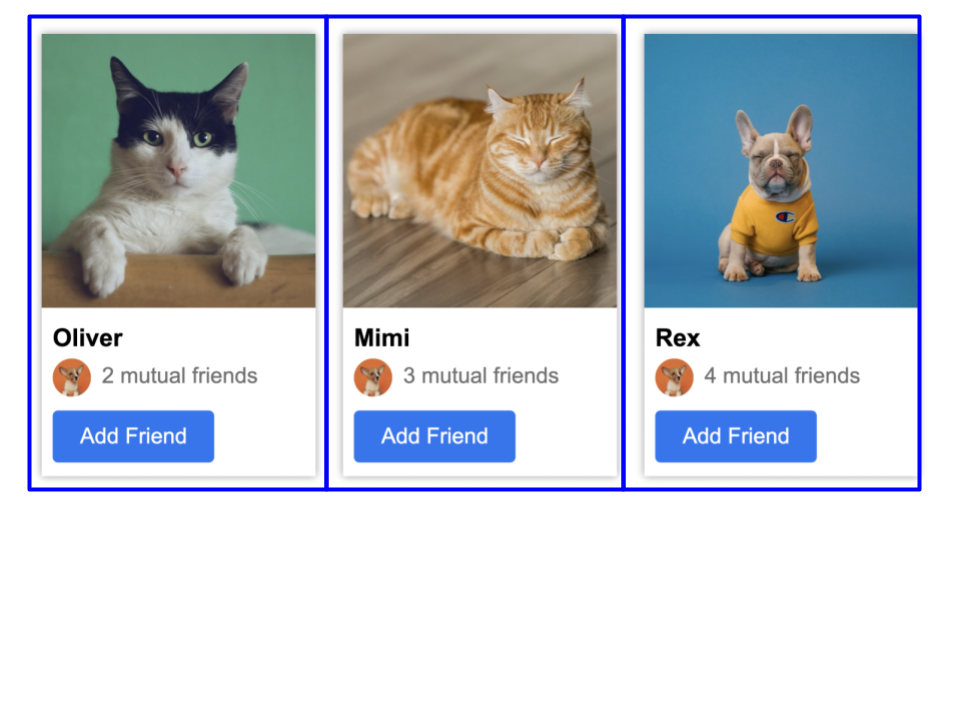 Oliver
2 mutual friends
Add Friend
Mimi
3 mutual friends
Add Friend
Rex
4 mutual friends
Add Friend